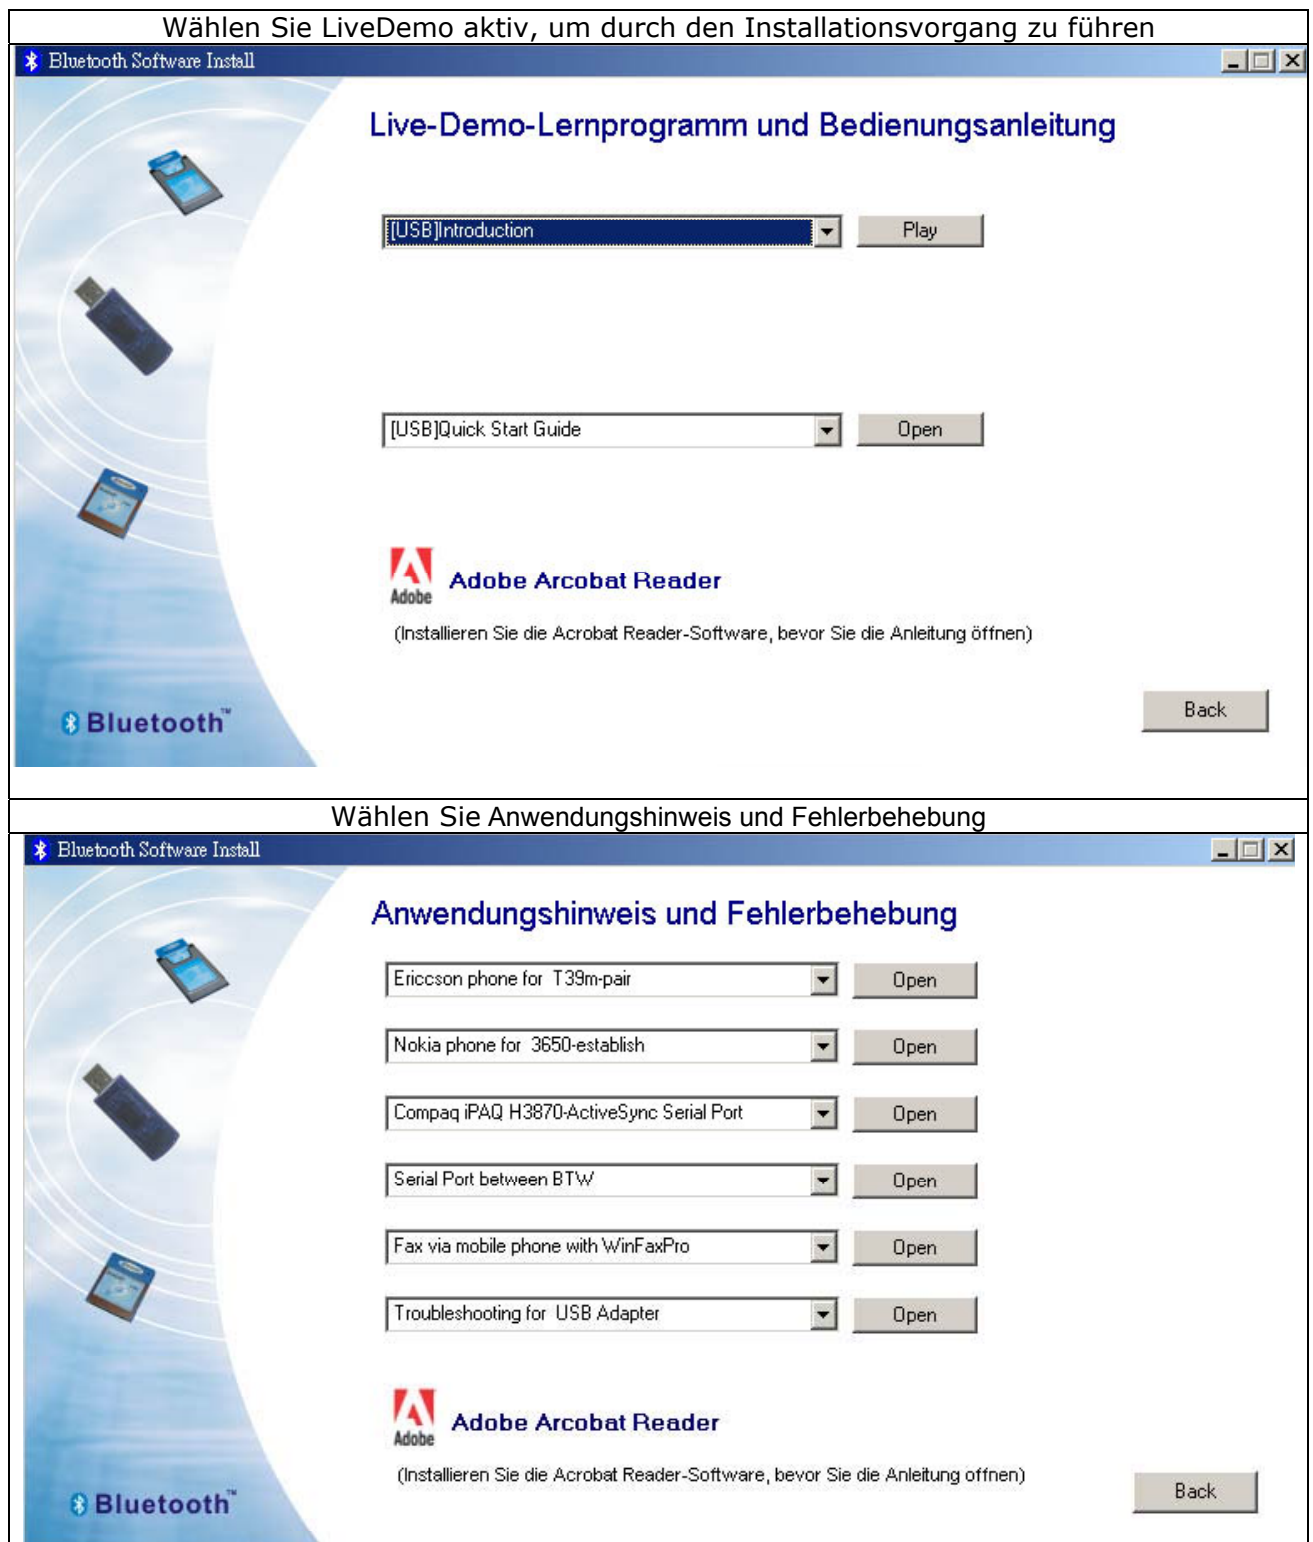 Wählen Sie LiveDemo aktiv, um durch den Installationsvorgang zu führen
Bluetooth Software Install
Live-Demo-Lernprogramm und Bedienungsanleitung
[USB]Introduction
Play
[USB]Quick Start Guide
Open
Adobe
Adobe Arcobat Reader
(Installieren Sie die Acrobat Reader-Software, bevor Sie die Anleitung öffnen)
Back
Bluetooth™
Wählen Sie Anwendungshinweis und Fehlerbehebung
Bluetooth Software Install
Anwendungshinweis und Fehlerbehebung
Ericcson phone for T39m-pair
Open
Nokia phone for 3650-establish
Open
Compaq iPAQ H3870-ActiveSync Serial Port
Open
Serial Port between BTW
Open
Fax via mobile phone with WinFaxPro
Open
Troubleshooting for USB Adapter
Open
Adobe
Adobe Arcobat Reader
(Installieren Sie die Acrobat Reader-Software, bevor Sie die Anleitung offnen)
Back
Bluetooth™